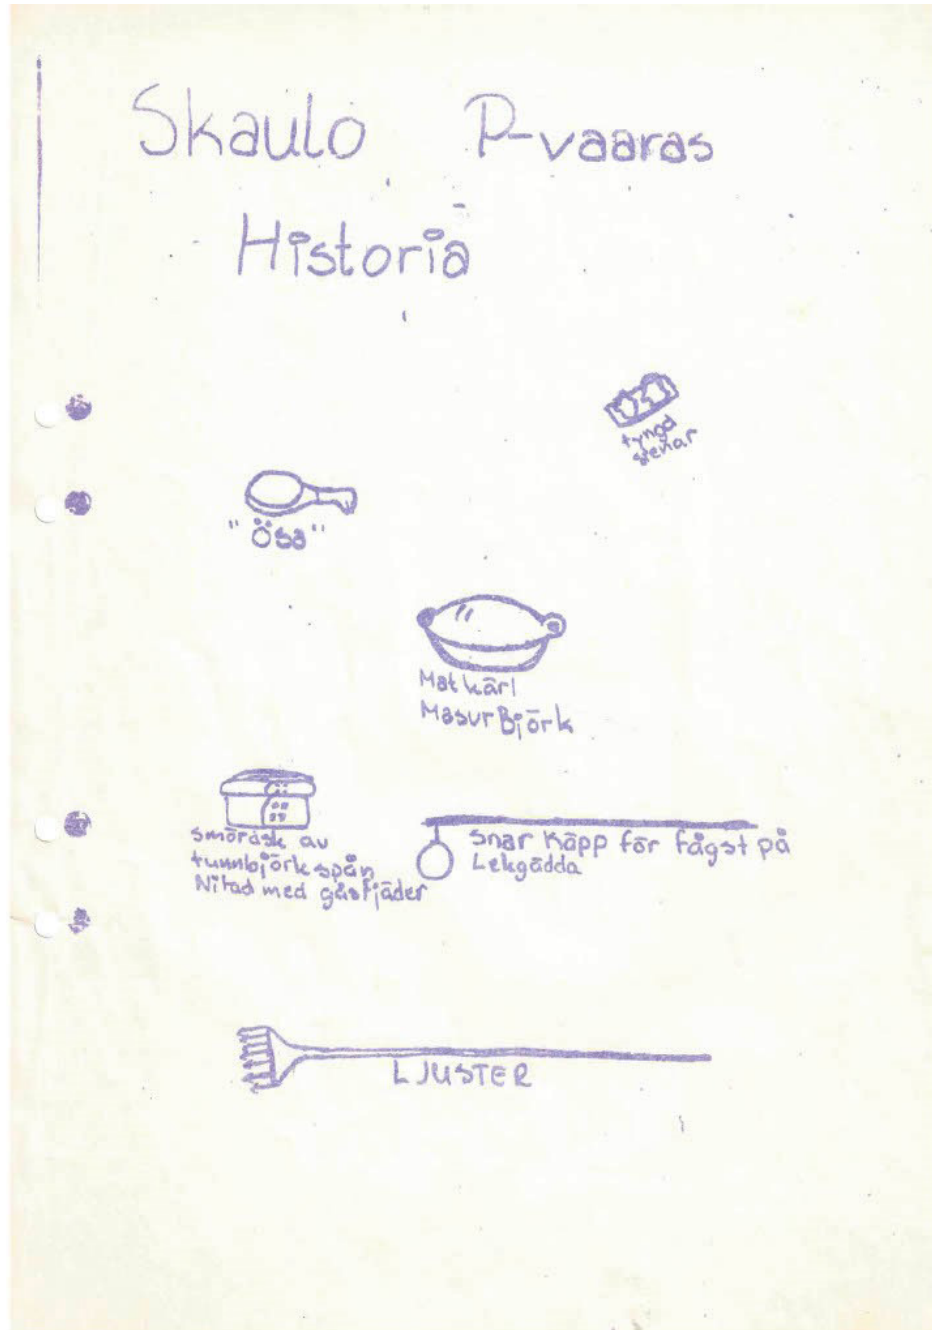 Skaulo P-vaaras
Historia
tyngd
stenar
"Ösa"
Matkärl
MasurBjörk
Smörask av
tunnbjörkspån
Nitad med gåsfjäder
Snar Käpp för fågst på
Lekgädda
LJUSTER